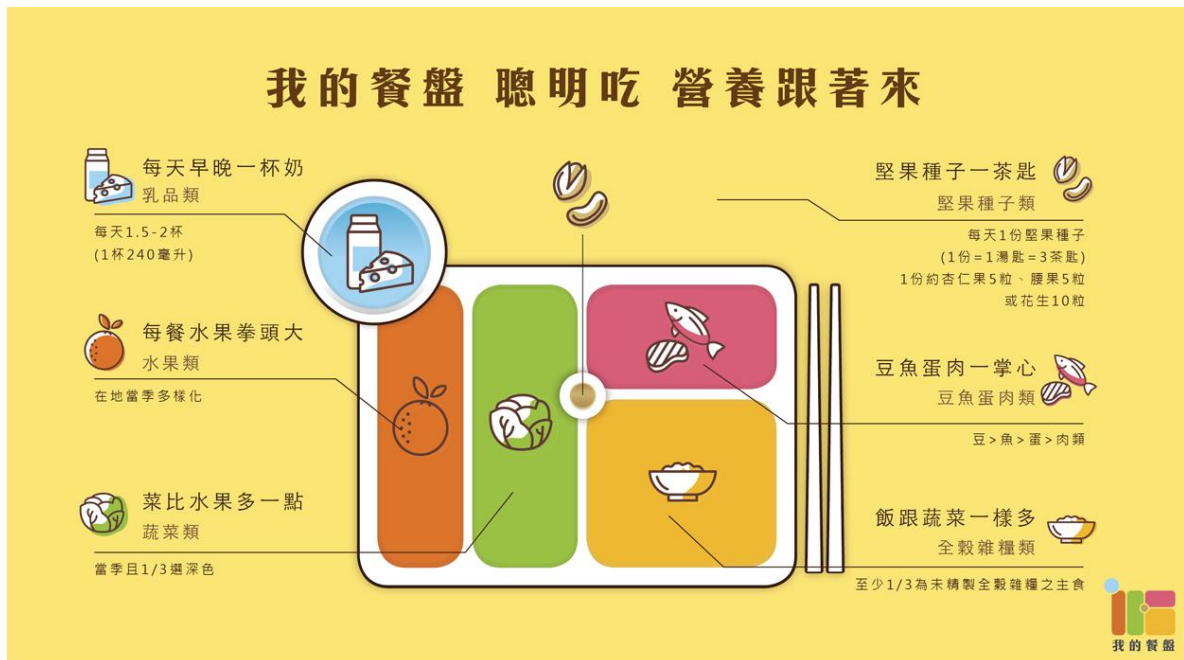 我的餐盤 聰明吃 營養跟著來
每天早晚一杯奶
乳品類
每天1.5-2杯
(1杯240毫升)
每餐水果拳頭大
水果類
在地當季多樣化
菜比水果多一點
蔬菜類
當季且1/3選深色
堅果種子一茶匙
堅果種子類
每天1份堅果種子
(1份=1湯匙=3茶匙)
1份約杏仁果5粒、腰果5粒
或花生10粒
豆魚蛋肉一掌心
豆魚蛋肉類
豆>魚>蛋>肉類
飯跟蔬菜一樣多
全穀雜糧類
至少1/3為未精製全穀雜糧之主食
我的餐盤